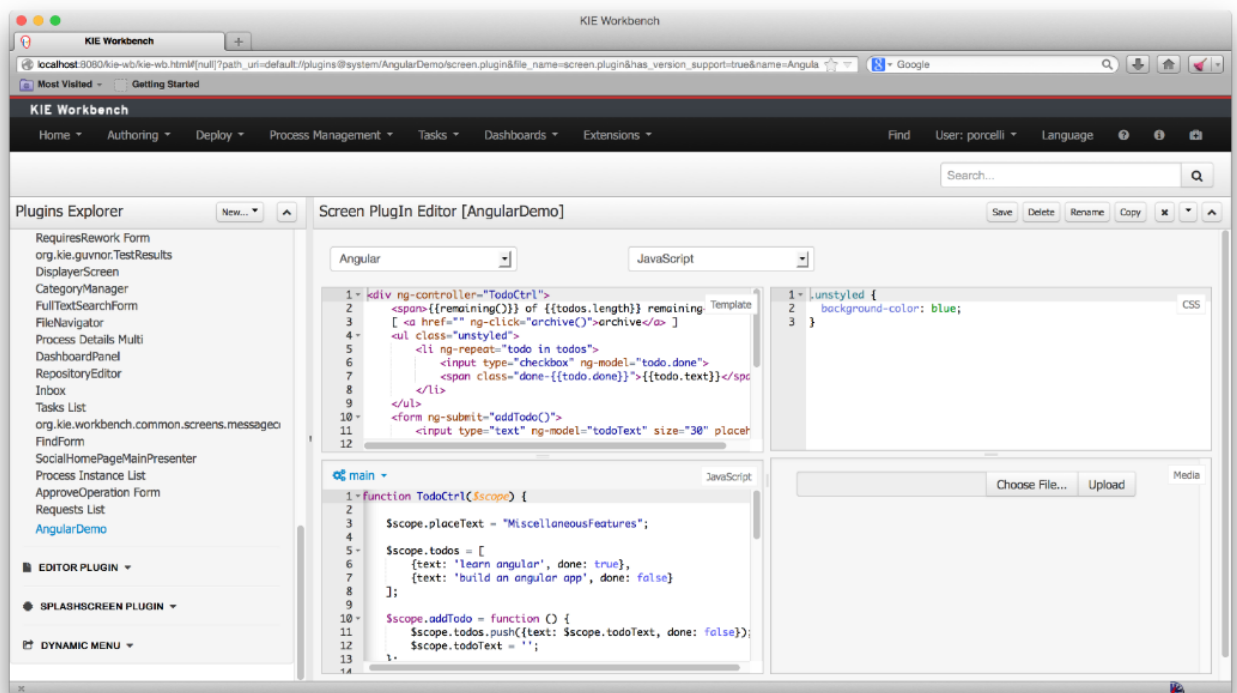 KIE Workbench
KIE Workbench
localhost:8080/kie-wb/kie-wb.html#[null]?path_uri=default://plugins@system/AngularDemo/screen.plugin&file_name=screen.plugin&has_version_support=true&name=Angula
Google
Most Visited
Getting Started
KIE Workbench
Home Authoring Deploy Process Management Tasks Dashboards Extensions Find User: porcelli Language
Search...
Plugins Explorer
New...
RequiresRework Form
org.kie.guvnor.TestResults
DisplayerScreen
CategoryManager
FullTextSearchForm
FileNavigator
Process Details Multi
DashboardPanel
RepositoryEditor
Inbox
Tasks List
org.kie.workbench.common.screens.messagec
FindForm
SocialHomePageMainPresenter
Process Instance List
ApproveOperation Form
Requests List
AngularDemo
EDITOR PLUGIN
SPLASHSCREEN PLUGIN
DYNAMIC MENU
Screen PlugIn Editor [AngularDemo]
Save Delete Rename Copy
Angular
JavaScript
1 <div ng-controller="TodoCtrl">
2 <span>{{remaining()}} of {{todos.length}} remaining
3 [ <a href="" ng-click="archive()">archive</a> ]
4 <ul class="unstyled">
5 <li ng-repeat="todo in todos">
6 <input type="checkbox" ng-model="todo.done">
7 <span class="done-{{todo.done}}">{{todo.text}}</spa
8 </li>
9 </ul>
10 <form ng-submit="addTodo()">
11 <input type="text" ng-model="todoText" size="30" placeh
12
Template
1 .unstyled {
2 background-color: blue;
3 }
CSS
main
JavaScript
1 function TodoCtrl($scope) {
2
3 $scope.placeText = "MiscellaneousFeatures";
4
5 $scope.todos = [
6 {text: 'learn angular', done: true},
7 {text: 'build an angular app', done: false}
8 ];
9
10 $scope.addTodo = function () {
11 $scope.todos.push({text: $scope.todoText, done: false});
12 $scope.todoText = '';
13 };
14
Choose File...
Upload
Media